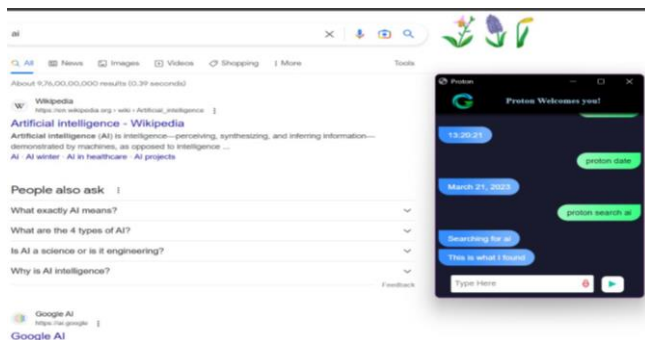 ai
All
News
Images
Videos
Shopping
More
Tools
About 9,76,00,00,000 results (0.39 seconds)
W
Wikipedia
https://en.wikipedia.org › wiki › Artificial_intelligence
Artificial intelligence - Wikipedia
Artificial intelligence (AI) is intelligence—perceiving, synthesizing, and inferring information—
demonstrated by machines, as opposed to intelligence ...
Ai · AI winter · AI in healthcare · AI projects
People also ask
What exactly AI means?
What are the 4 types of AI?
Is AI a science or is it engineering?
Why is AI intelligence?
Feedback
Google AI
https://ai.google
Google AI
Proton
G
Proton Welcomes you!
13:20:21
proton date
March 21, 2023
proton search ai
Searching for ai
This is what I found
Type Here